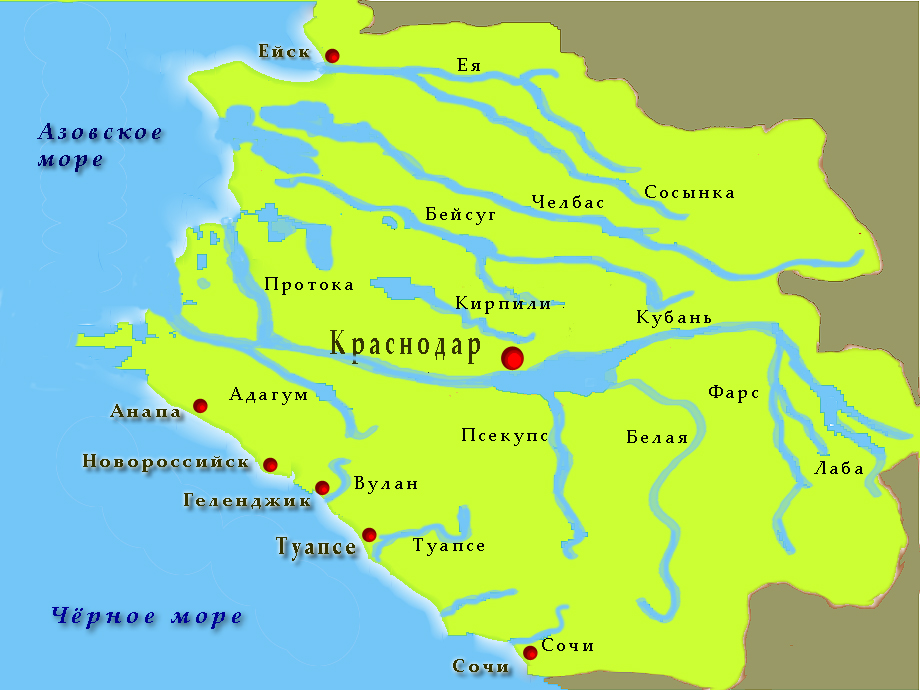 Ейск
Ея
Азовское
море
Сосынка
Челбас
Бейсуг
Протока
Кирпили
Кубань
Краснодар
Адагум
Фарс
Анапа
Псекупс
Белая
Новороссийск
Лаба
Вулан
Геленджик
Туапсе
Туапсе
Чёрное море
Сочи
Сочи